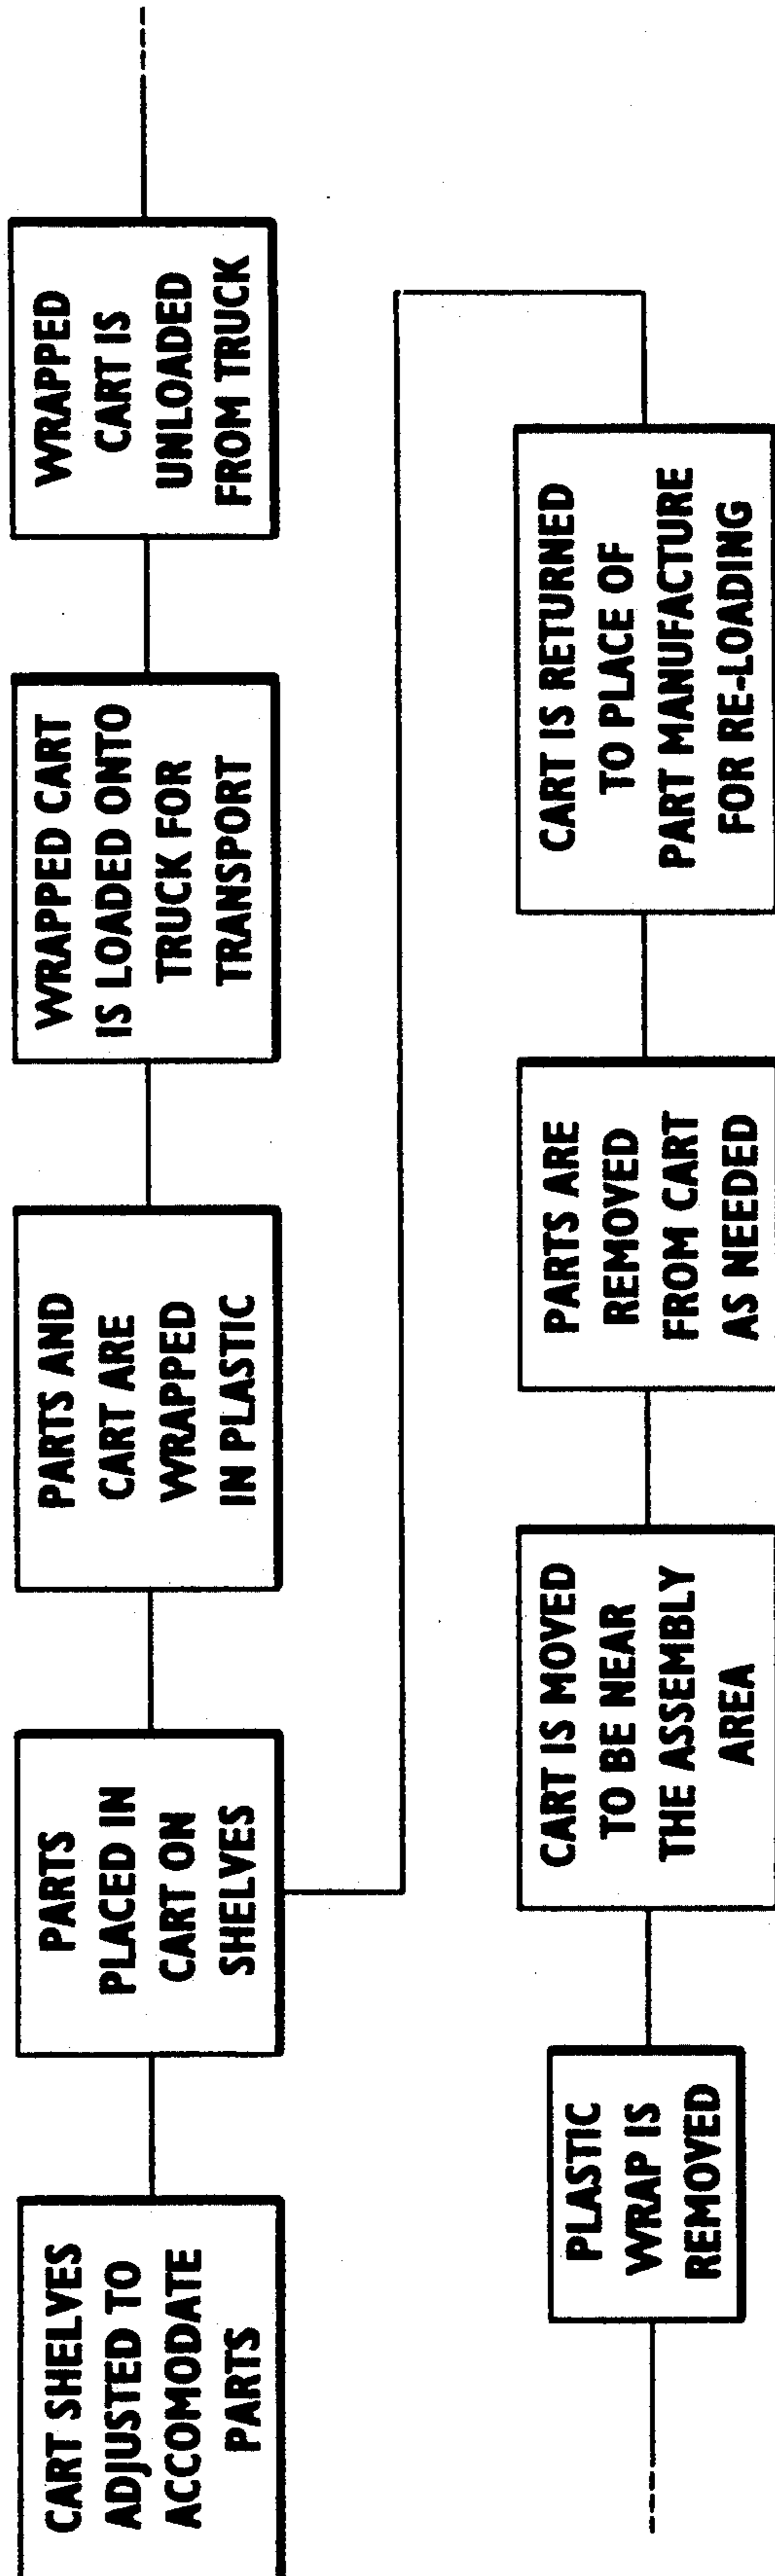 CART SHELVES
ADJUSTED TO
ACCOMODATE
PARTS
PARTS
PLACED IN
CART ON
SHELVES
PARTS AND
CART ARE
WRAPPED
IN PLASTIC
WRAPPED CART
IS LOADED ONTO
TRUCK FOR
TRANSPORT
WRAPPED
CART IS
UNLOADED
FROM TRUCK
PLASTIC
WRAP IS
REMOVED
CART IS MOVED
TO BE NEAR
THE ASSEMBLY
AREA
PARTS ARE
REMOVED
FROM CART
AS NEEDED
CART IS RETURNED
TO PLACE OF
PART MANUFACTURE
FOR RE-LOADING